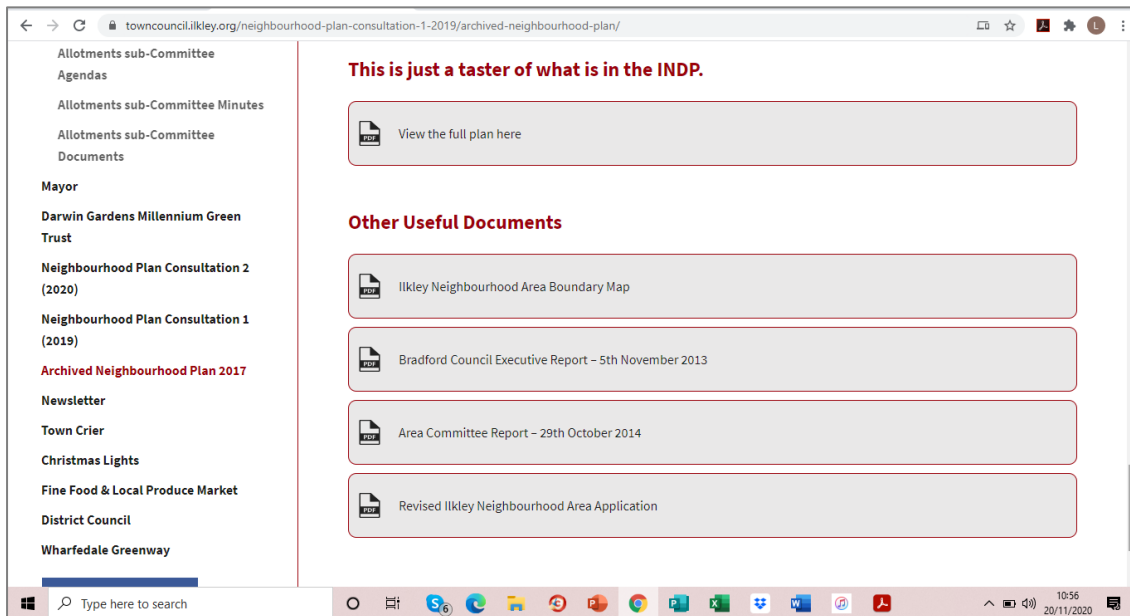 towncouncil.ilkley.org/neighbourhood-plan-consultation-1-2019/archived-neighbourhood-plan/
L
Allotments sub-Committee
Agendas
Allotments sub-Committee Minutes
Allotments sub-Committee
Documents
Mayor
Darwin Gardens Millennium Green
Trust
Neighbourhood Plan Consultation 2
(2020)
Neighbourhood Plan Consultation 1
(2019)
Archived Neighbourhood Plan 2017
Newsletter
Town Crier
Christmas Lights
Fine Food & Local Produce Market
District Council
Wharfedale Greenway
This is just a taster of what is in the INDP.
PDF View the full plan here
Other Useful Documents
PDF Ilkley Neighbourhood Area Boundary Map
PDF Bradford Council Executive Report – 5th November 2013
PDF Area Committee Report – 29th October 2014
PDF Revised Ilkley Neighbourhood Area Application
Type here to search
S 6
P
P
X
W
10:56
20/11/2020